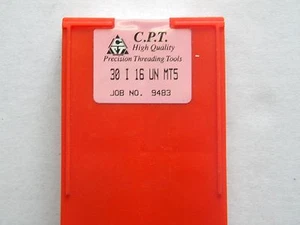 C.P.T.
High Quality
Precision Threading Tools
30 I 16 UN MT5
JOB NO. 9483